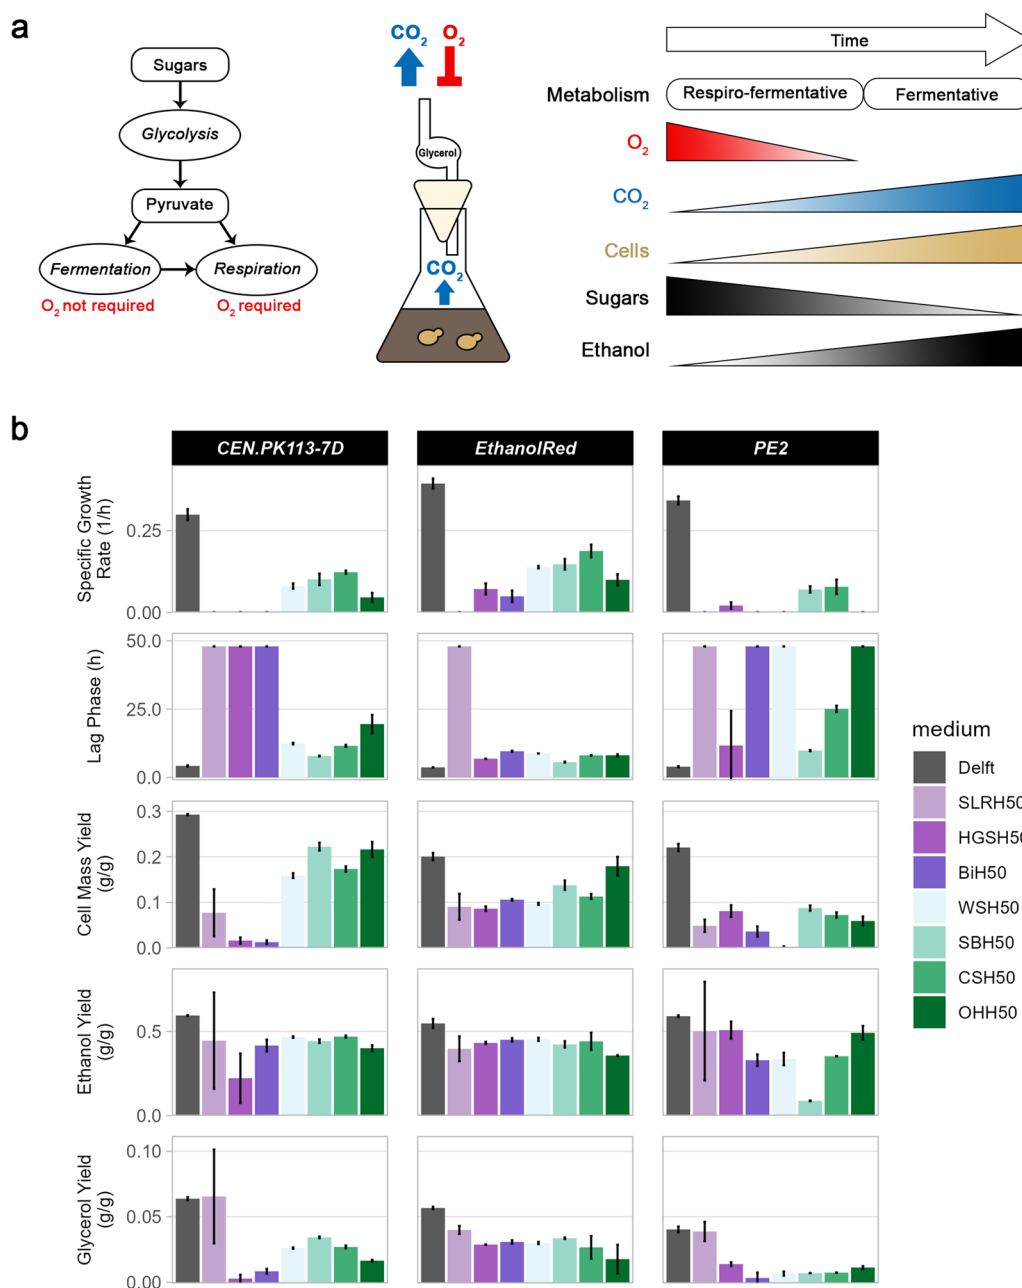 a
Sugars
Glycolysis
Pyruvate
Fermentation
Respiration
O2 not required
O2 required
CO2
O2
Glycerol
CO2
Time
Metabolism
Respiro-fermentative
Fermentative
O2
CO2
Cells
Sugars
Ethanol
b
CEN.PK113-7D
EthanolRed
PE2
Specific Growth
Rate (1/h)
0.25
0.00
Lag Phase (h)
50.0
25.0
0.0
Cell Mass Yield
(g/g)
0.3
0.2
0.1
0.0
Ethanol Yield
(g/g)
0.5
0.0
Glycerol Yield
(g/g)
0.10
0.05
0.00
medium
Delft
SLRH50
HGSH50
BiH50
WSH50
SBH50
CSH50
OHH50